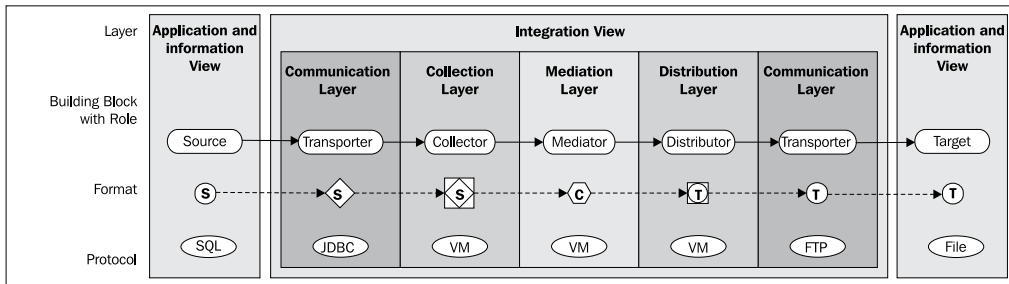 Layer
Application and
information
View
Integration View
Application and
information
View
Communication
Layer
Collection
Layer
Mediation
Layer
Distribution
Layer
Communication
Layer
Building Block
with Role
Source
Transporter
Collector
Mediator
Distributor
Transporter
Target
Format
S
S
S
C
T
T
T
Protocol
SQL
JDBC
VM
VM
VM
FTP
File